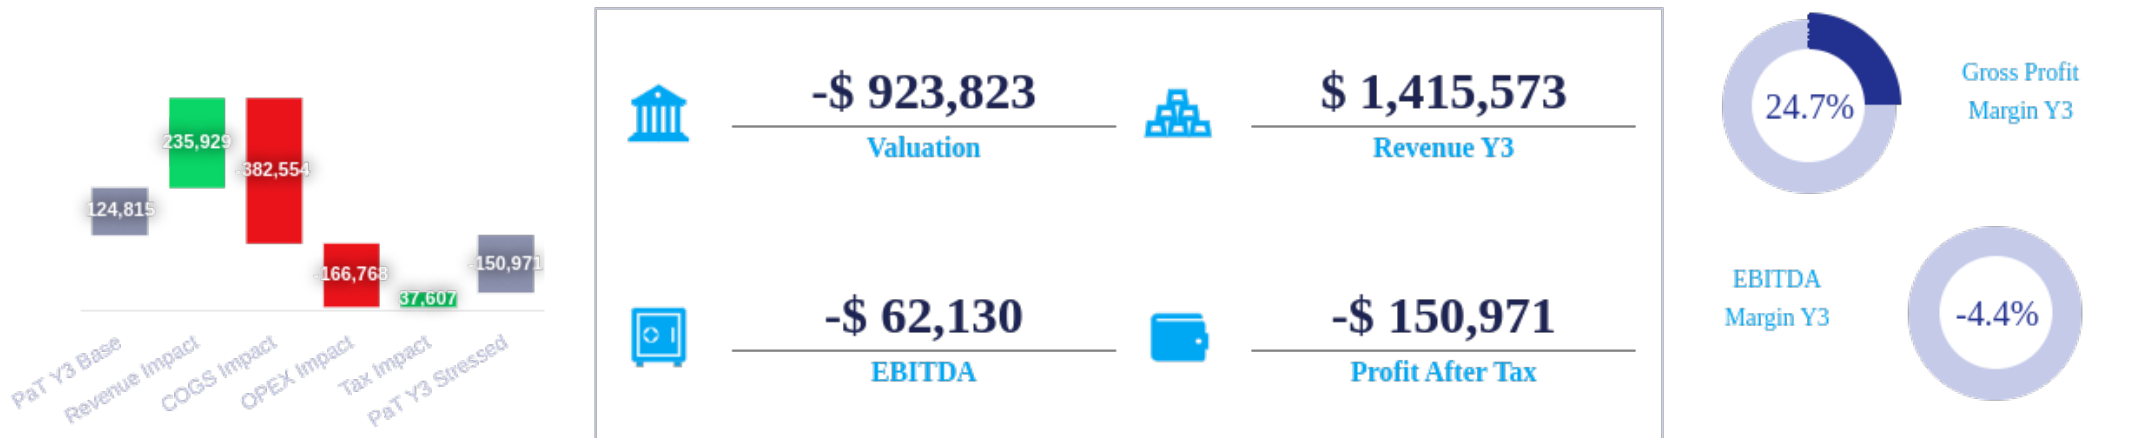 124,815
235,929
-382,554
-166,768
37,607
-150,971
PaT Y3 Base
Revenue Impact
COGS Impact
OPEX Impact
Tax Impact
PaT Y3 Stressed
-$ 923,823
Valuation
$ 1,415,573
Revenue Y3
-$ 62,130
EBITDA
-$ 150,971
Profit After Tax
24.7%
Gross Profit
Margin Y3
EBITDA
Margin Y3
-4.4%